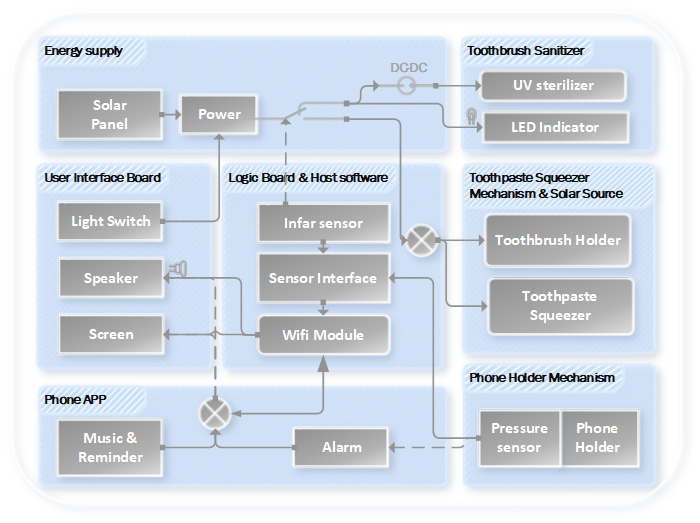 Energy supply
Toothbrush Sanitizer
DC-DC
Solar
Panel
Power
UV sterilizer
LED Indicator
User Interface Board
Logic Board & Host software
Toothpaste Squeezer
Mechanism & Solar Source
Light Switch
Infar sensor
Toothbrush Holder
Speaker
Sensor Interface
Toothpaste
Squeezer
Screen
Wifi Module
Phone APP
Phone Holder Mechanism
Music &
Reminder
Alarm
Pressure
sensor
Phone
Holder